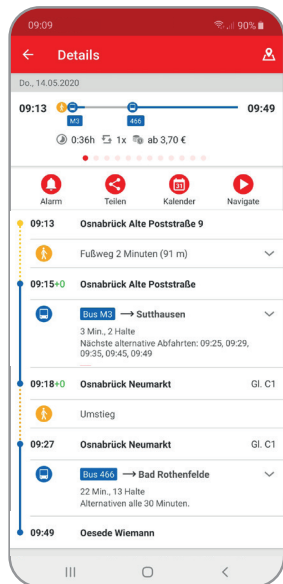 09:09 90%
Details
Do., 14.05.2020
09:13 09:49
M3 466
0:36h 1x ab 3,70 €
Alarm Teilen Kalender Navigate
09:13 Osnabrück Alte Poststraße 9
Fußweg 2 Minuten (91 m)
09:15+0 Osnabrück Alte Poststraße
Bus M3 → Sutthausen
3 Min., 2 Halte
Nächste alternative Abfahrten: 09:25, 09:29,
09:35, 09:45, 09:49
09:18+0 Osnabrück Neumarkt Gl. C1
Umstieg
09:27 Osnabrück Neumarkt Gl. C1
Bus 466 → Bad Rothenfelde
22 Min., 13 Halte
Alternativen alle 30 Minuten.
09:49 Oesede Wiemann